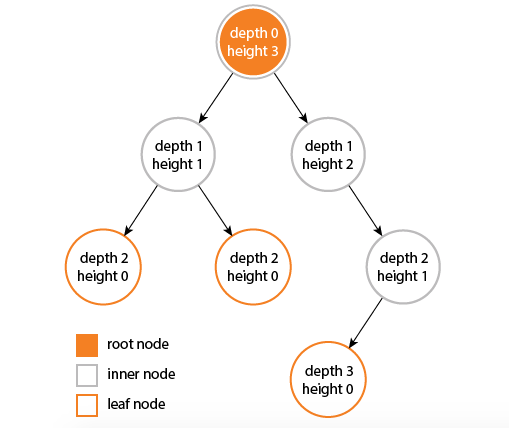 depth 0
height 3
depth 1
height 1
depth 1
height 2
depth 2
height 0
depth 2
height 0
depth 2
height 1
depth 3
height 0
root node
inner node
leaf node